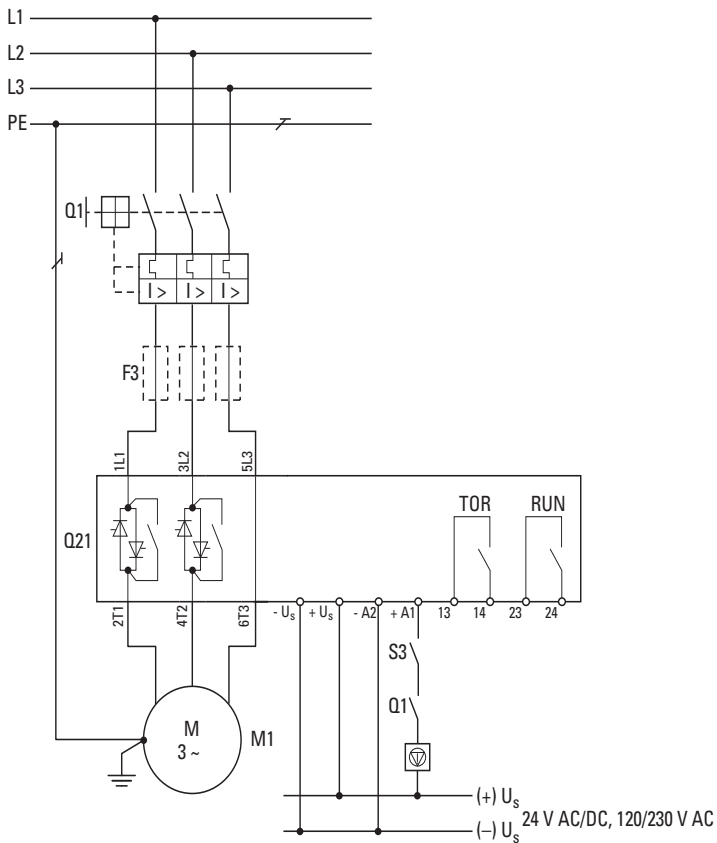 L1
L2
L3
PE
Q1
I > I > I >
F3
1L1 3L2 5L3
TOR RUN
Q21
2T1 4T2 6T3
- Us + Us - A2 + A1 13 14 23 24
S3
Q1
M
3 ~
M1
(+) Us
(–) Us 24 V AC/DC, 120/230 V AC